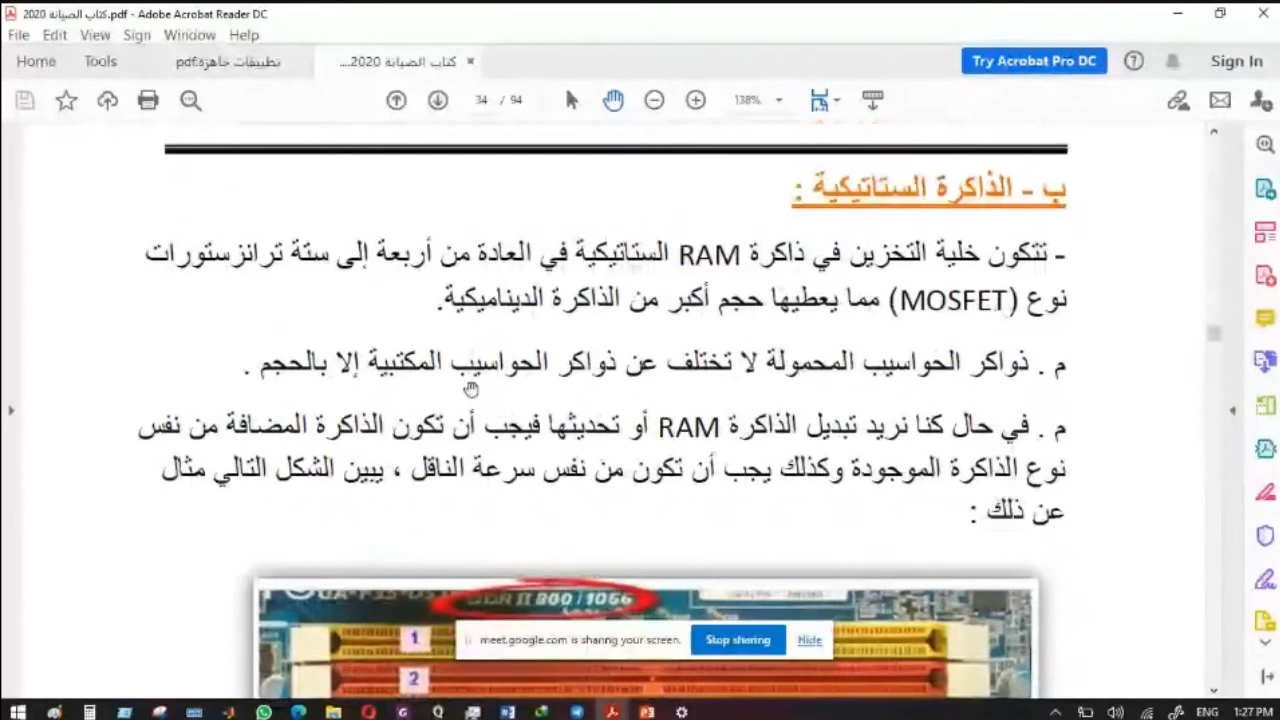 كتاب الصيانة 2020.pdf - Adobe Acrobat Reader DC
File Edit View Sign Window Help
Home Tools تطبيقات جاهزة.pdf كتاب الصيانة 2020... × Try Acrobat Pro DC Sign In
34 / 94 138%
ب - الذاكرة الستاتيكية :
- تتكون خلية التخزين في ذاكرة RAM الستاتيكية في العادة من أربعة إلى ستة ترانزستورات
نوع (MOSFET) مما يعطيها حجم أكبر من الذاكرة الديناميكية.
م . ذواكر الحواسيب المحمولة لا تختلف عن ذواكر الحواسيب المكتبية إلا بالحجم .
م . في حال كنا نريد تبديل الذاكرة RAM أو تحديثها فيجب أن تكون الذاكرة المضافة من نفس
نوع الذاكرة الموجودة وكذلك يجب أن تكون من نفس سرعة الناقل ، يبين الشكل التالي مثال
عن ذلك :
DDR II 800 / 1066
1
meet.google.com is sharing your screen. Stop sharing Hide
2
ENG 1:27 PM